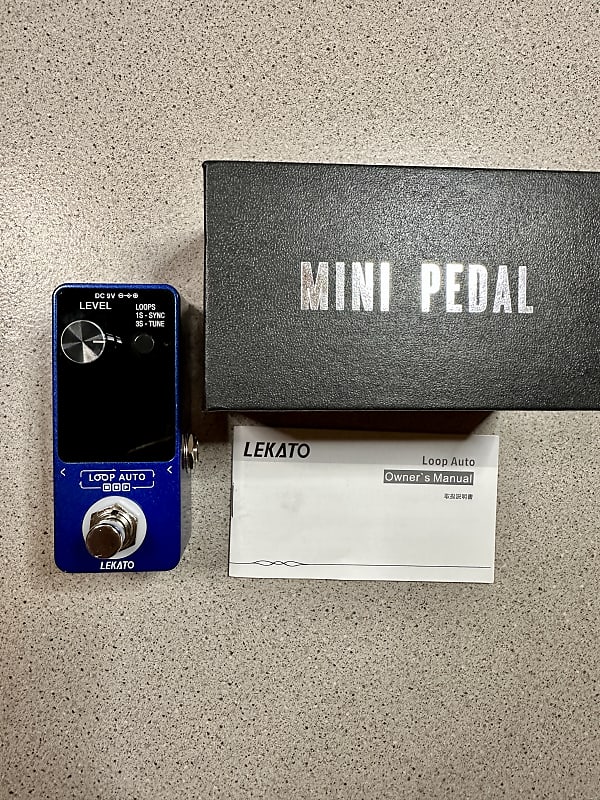 MINI PEDAL
DC 9V
LEVEL
LOOPS
1S - SYNC
3S - TUNE
LOOP AUTO
LEKATO
LEKATO
Loop Auto
Owner`s Manual
取扱説明書